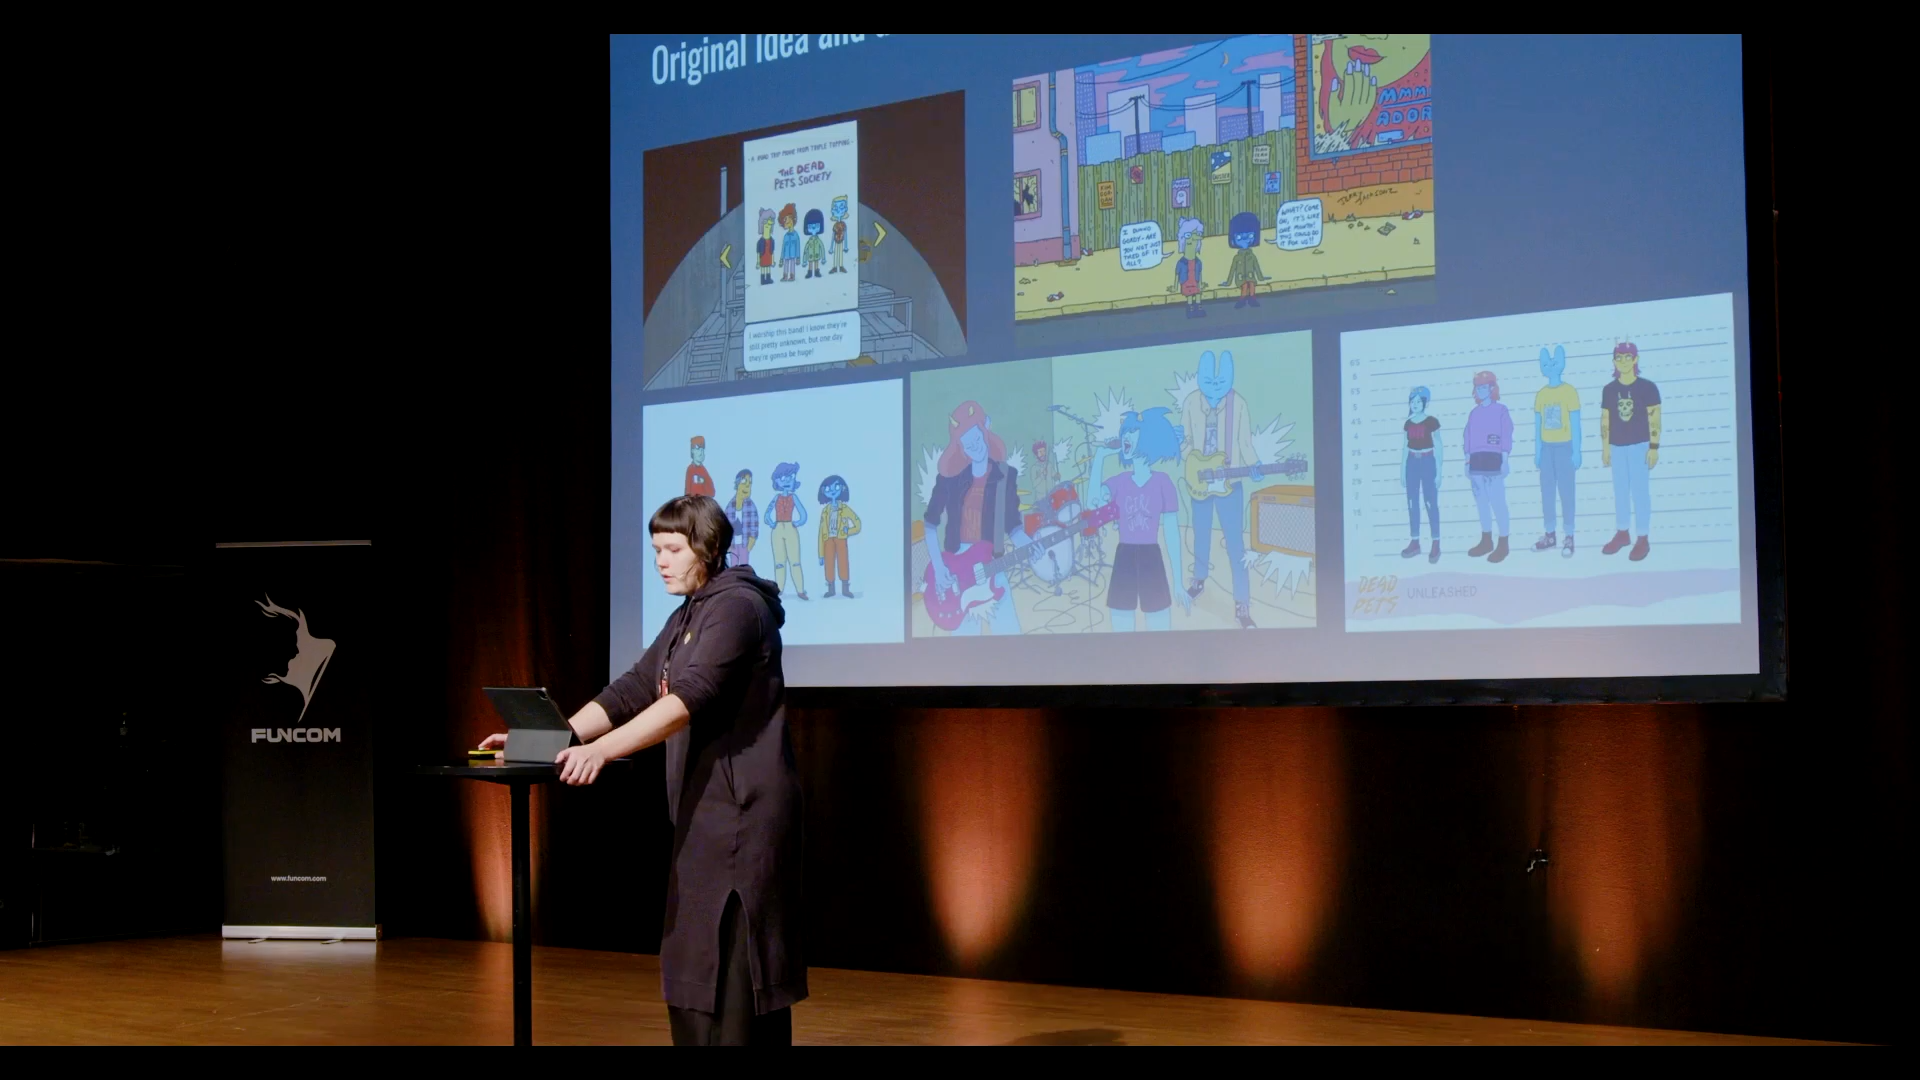 Original Idea and
- A ROAD TRIP MOVIE FROM TRIPLE TOPPING -
THE DEAD
PETS SOCIETY
I worship this band! I know they're
still pretty unknown, but one day
they're gonna be huge!
I DUNNO
GORDY - ARE
YOU NOT JUST
TIRED OF IT
ALL?
WHAT? COME
ON, IT'S LIKE
ONE MONTH!
THIS COULD DO
IT FOR US!!
MMM
ADOR
GIRL
DEAD
PETS
UNLEASHED
FUNCOM
www.funcom.com